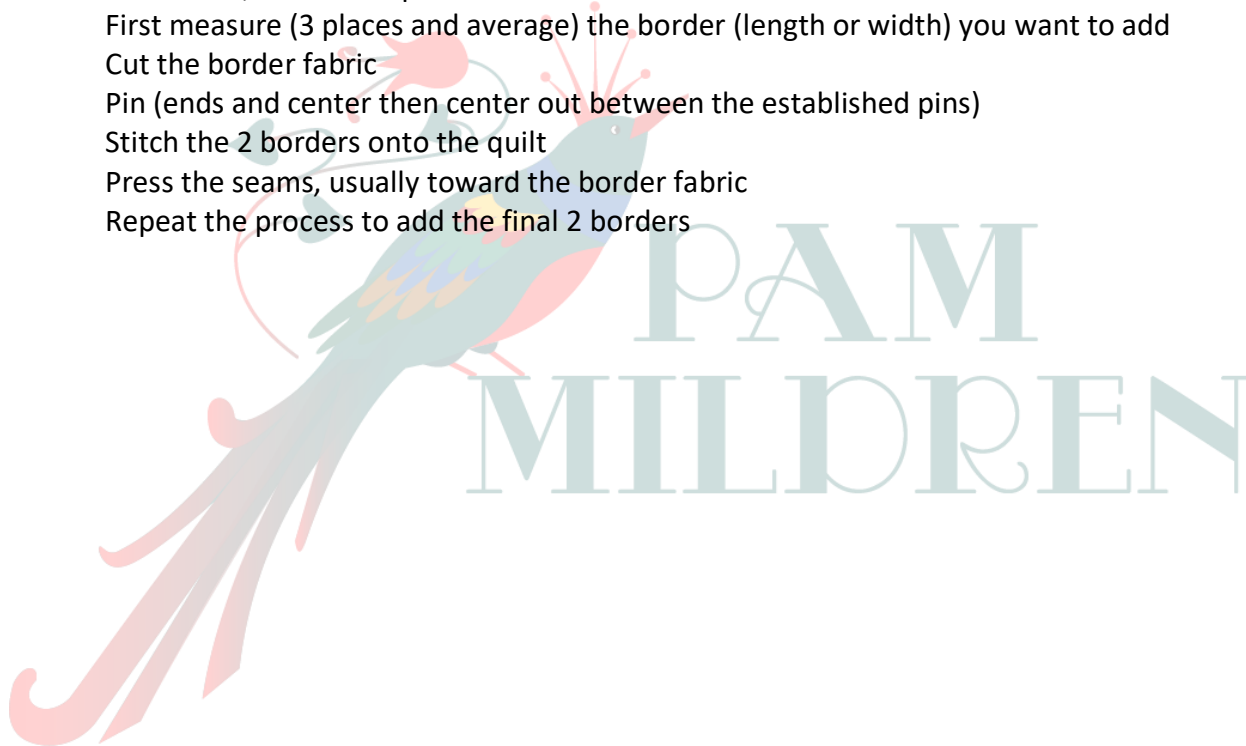 First measure (3 places and average) the border (length or width) you want to add
Cut the border fabric
Pin (ends and center then center out between the established pins)
Stitch the 2 borders onto the quilt
Press the seams, usually toward the border fabric
Repeat the process to add the final 2 borders
PAM
MILDREN